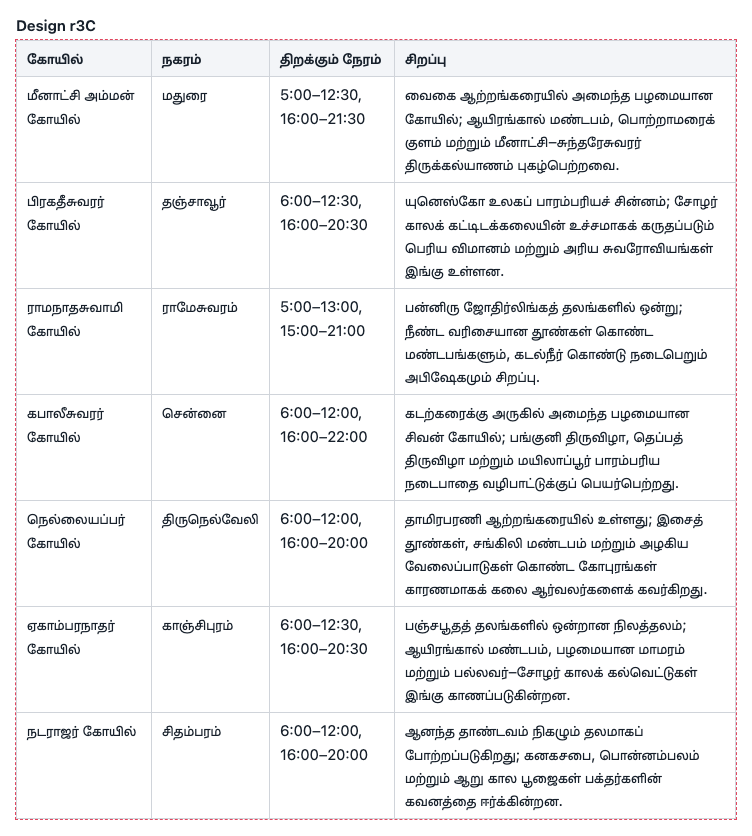 Design r3C
கோயில் நகரம் திறக்கும் நேரம் சிறப்பு
மீனாட்சி அம்மன் மதுரை 5:00–12:30, வைகை ஆற்றங்கரையில் அமைந்த பழமையான
கோயில் 16:00–21:30 கோயில்; ஆயிரங்கால் மண்டபம், பொற்றாமரைக்
குளம் மற்றும் மீனாட்சி–சுந்தரேசுவரர்
திருக்கல்யாணம் புகழ்பெற்றவை.
பிரகதீசுவரர் தஞ்சாவூர் 6:00–12:30, யுனெஸ்கோ உலகப் பாரம்பரியச் சின்னம்; சோழர்
கோயில் 16:00–20:30 காலக் கட்டிடக்கலையின் உச்சமாகக் கருதப்படும்
பெரிய விமானம் மற்றும் அரிய சுவரோவியங்கள்
இங்கு உள்ளன.
ராமநாதசுவாமி ராமேசுவரம் 5:00–13:00, பன்னிரு ஜோதிர்லிங்கத் தலங்களில் ஒன்று;
கோயில் 15:00–21:00 நீண்ட வரிசையான தூண்கள் கொண்ட
மண்டபங்களும், கடல்நீர் கொண்டு நடைபெறும்
அபிஷேகமும் சிறப்பு.
கபாலீசுவரர் சென்னை 6:00–12:00, கடற்கரைக்கு அருகில் அமைந்த பழமையான
கோயில் 16:00–22:00 சிவன் கோயில்; பங்குனி திருவிழா, தெப்பத்
திருவிழா மற்றும் மயிலாப்பூர் பாரம்பரிய
நடைபாதை வழிபாட்டுக்குப் பெயர்பெற்றது.
நெல்லையப்பர் திருநெல்வேலி 6:00–12:00, தாமிரபரணி ஆற்றங்கரையில் உள்ளது; இசைத்
கோயில் 16:00–20:00 தூண்கள், சங்கிலி மண்டபம் மற்றும் அழகிய
வேலைப்பாடுகள் கொண்ட கோபுரங்கள்
காரணமாகக் கலை ஆர்வலர்களைக் கவர்கிறது.
ஏகாம்பரநாதர் காஞ்சிபுரம் 6:00–12:30, பஞ்சபூதத் தலங்களில் ஒன்றான நிலத்தலம்;
கோயில் 16:00–20:30 ஆயிரங்கால் மண்டபம், பழமையான மாமரம்
மற்றும் பல்லவர்–சோழர் காலக் கல்வெட்டுகள்
இங்கு காணப்படுகின்றன.
நடராஜர் கோயில் சிதம்பரம் 6:00–12:00, ஆனந்த தாண்டவம் நிகழும் தலமாகப்
16:00–20:00 போற்றப்படுகிறது; கனகசபை, பொன்னம்பலம்
மற்றும் ஆறு கால பூஜைகள் பக்தர்களின்
கவனத்தை ஈர்க்கின்றன.